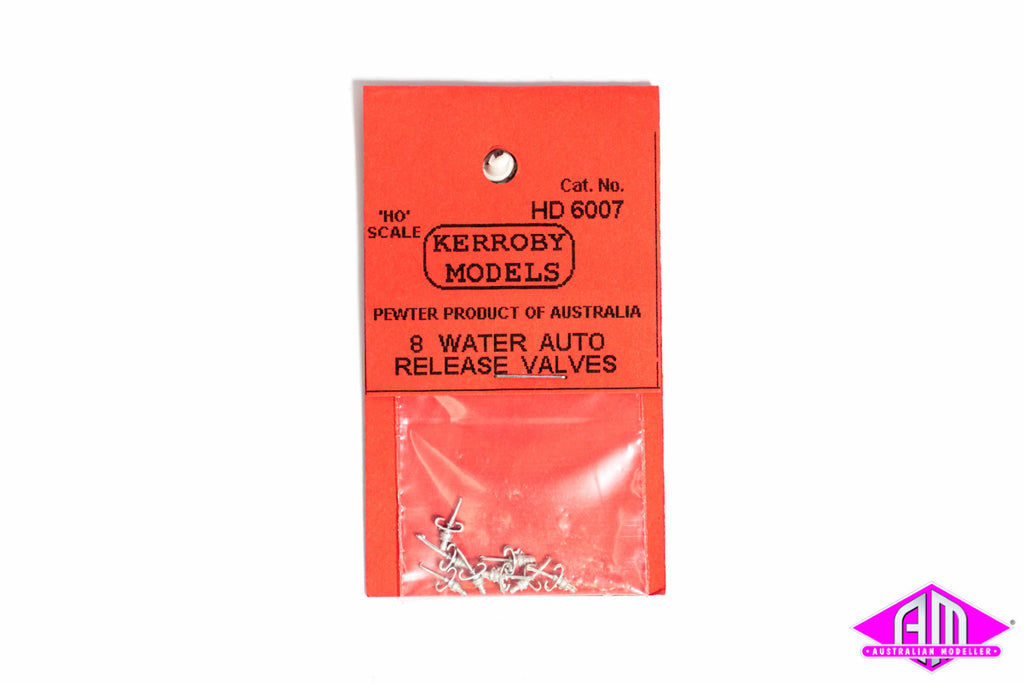 Cat. No.
HD 6007
'HO'
SCALE
KERROBY
MODELS
PEWTER PRODUCT OF AUSTRALIA
8 WATER AUTO
RELEASE VALVES
AM
®
• AUSTRALIAN MODELLER •